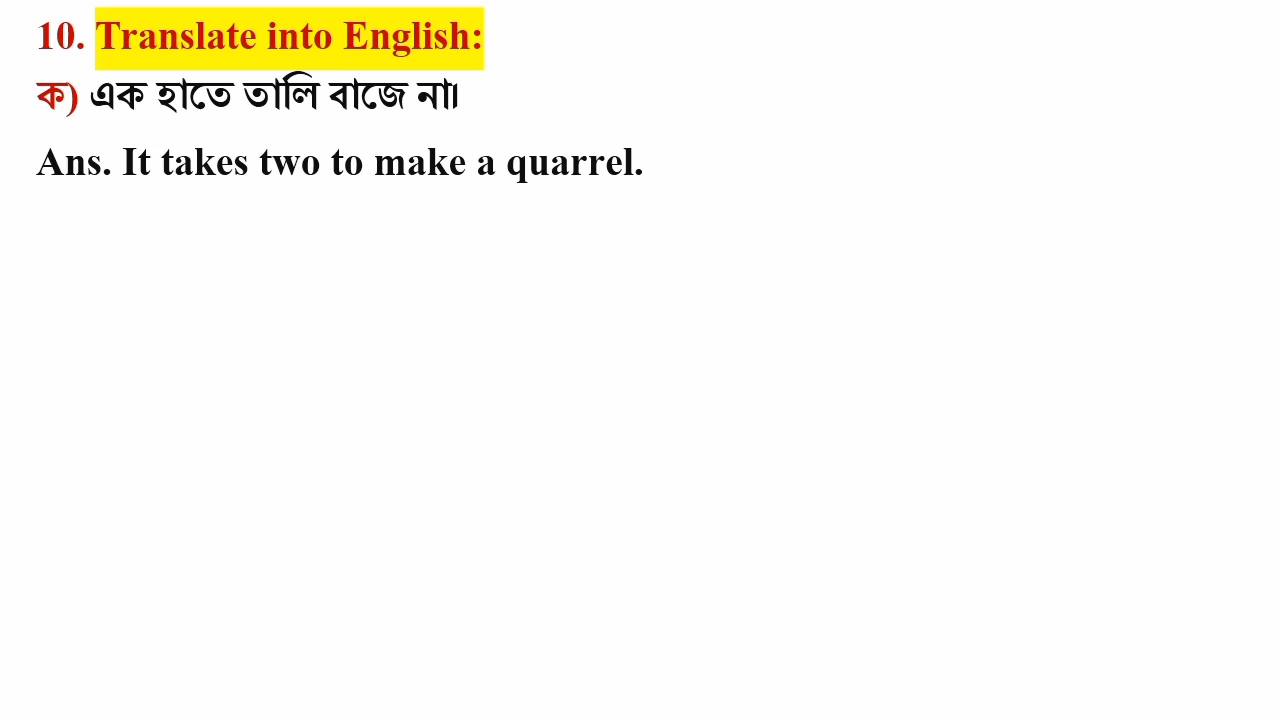 10. Translate into English:
ক) এক হাতে তালি বাজে না।
Ans. It takes two to make a quarrel.